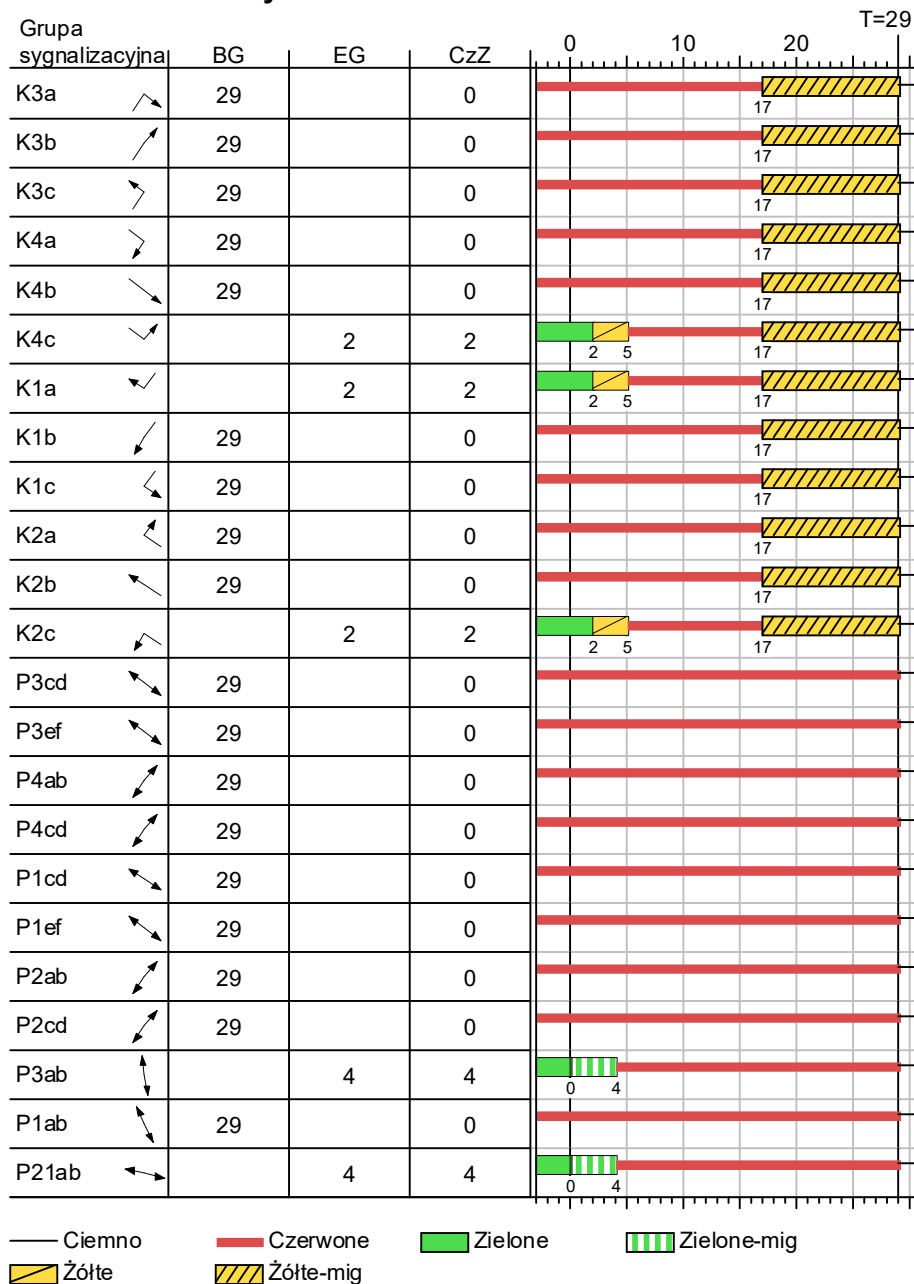 T=29
Grupa
sygnalizacyjna BG EG CzZ 0 10 20
K3a 29 0
17
K3b 29 0
17
K3c 29 0
17
K4a 29 0
17
K4b 29 0
17
K4c 2 2
2 5 17
K1a 2 2
2 5 17
K1b 29 0
17
K1c 29 0
17
K2a 29 0
17
K2b 29 0
17
K2c 2 2
2 5 17
P3cd 29 0
P3ef 29 0
P4ab 29 0
P4cd 29 0
P1cd 29 0
P1ef 29 0
P2ab 29 0
P2cd 29 0
P3ab 4 4
0 4
P1ab 29 0
P21ab 4 4
0 4
Ciemno Czerwone Zielone Zielone-mig
Żółte Żółte-mig